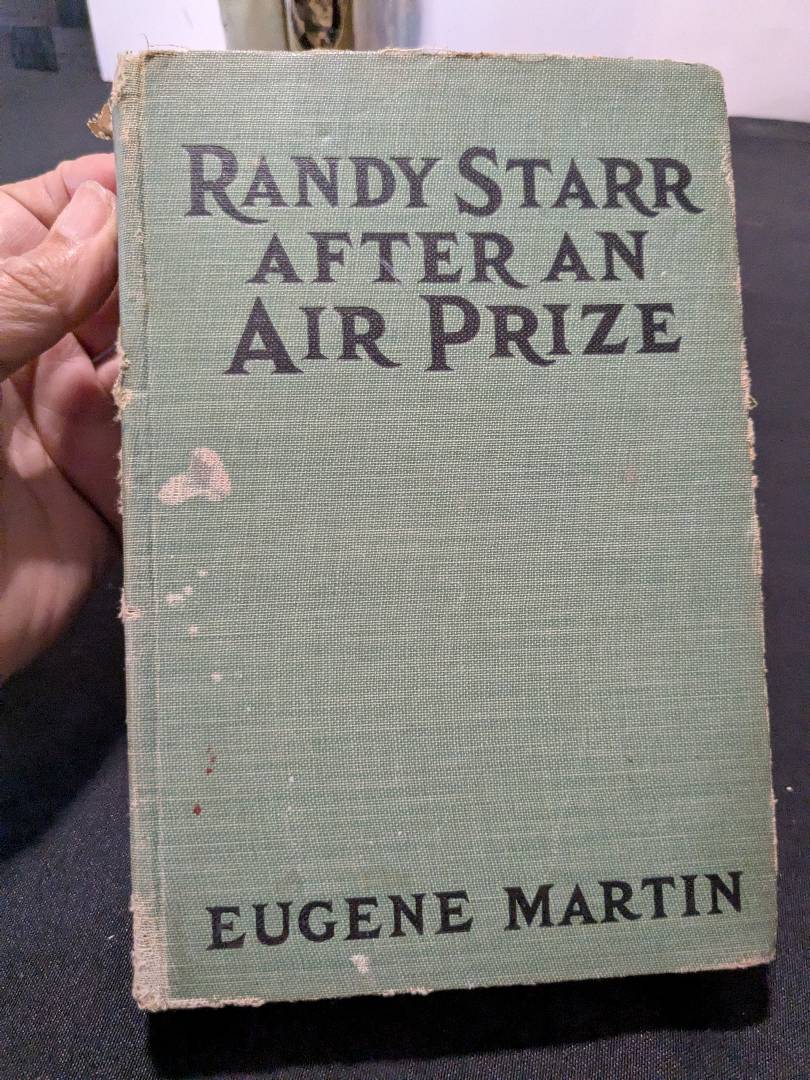 RANDY STARR
AFTER AN
AIR PRIZE
EUGENE MARTIN